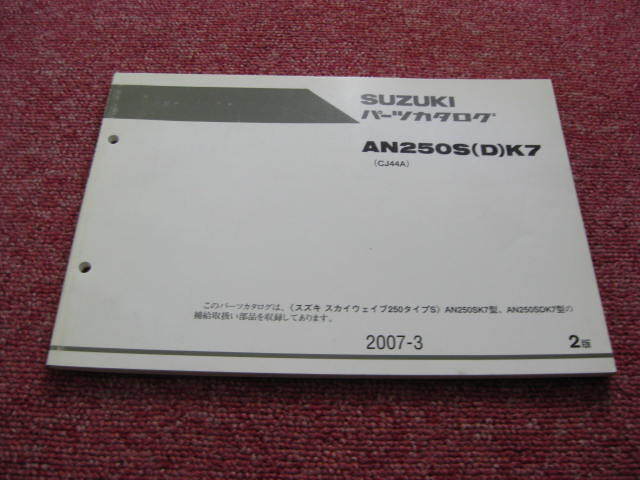 SUZUKI
パーツカタログ
AN250S(D)K7
(CJ44A)
このパーツカタログは、〈スズキ スカイウェイブ250タイプS〉AN250SK7型、AN250SDK7型の
補給取扱い部品を収録してあります。
2007-3
2版